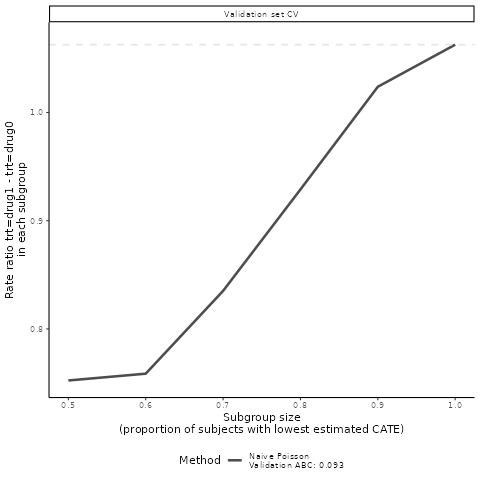 Validation set CV
Rate ratio trt=drug1 - trt=drug0
in each subgroup
1.0
0.9
0.8
0.5 0.6 0.7 0.8 0.9 1.0
Subgroup size
(proportion of subjects with lowest estimated CATE)
Method
Naive Poisson
Validation ABC: 0.093